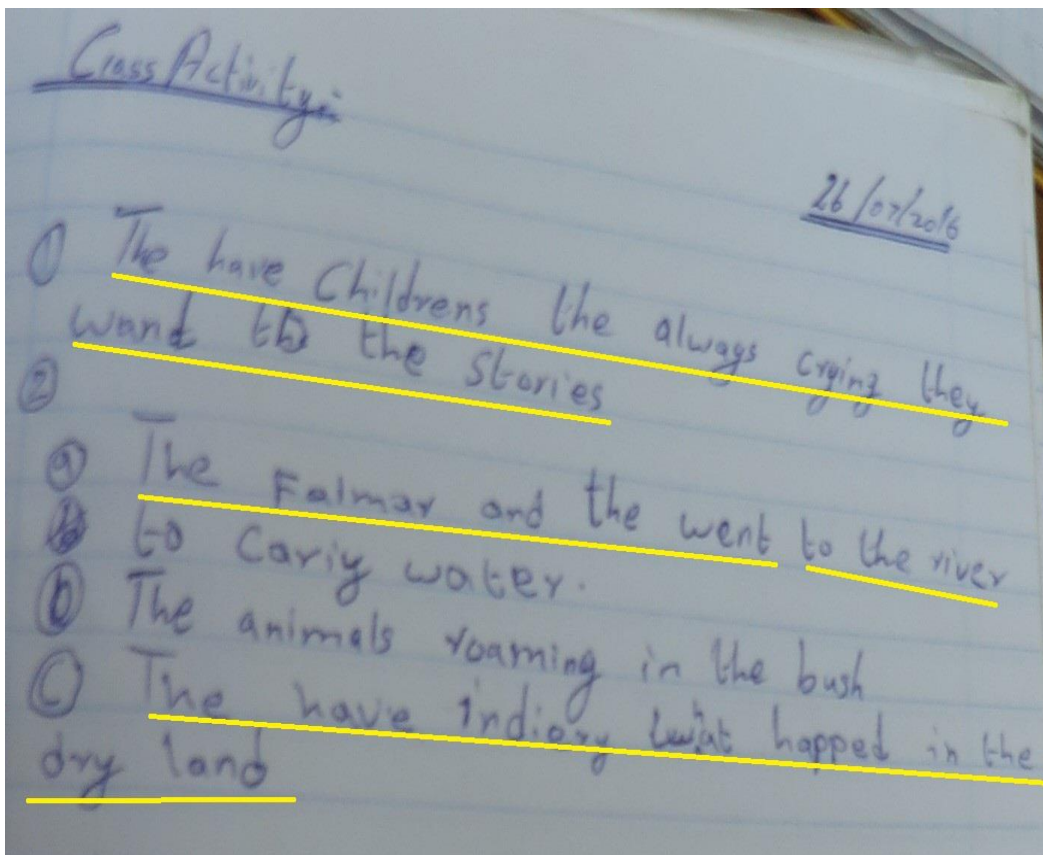 Class Activity:-
26/07/2016
① The have Childrens the always crying they
wand to the Stories
②
ⓐ The Falmar and the went to the river
to Cariy water.
ⓑ The animals roaming in the bush
ⓒ The have indiary what happed in the
dry land